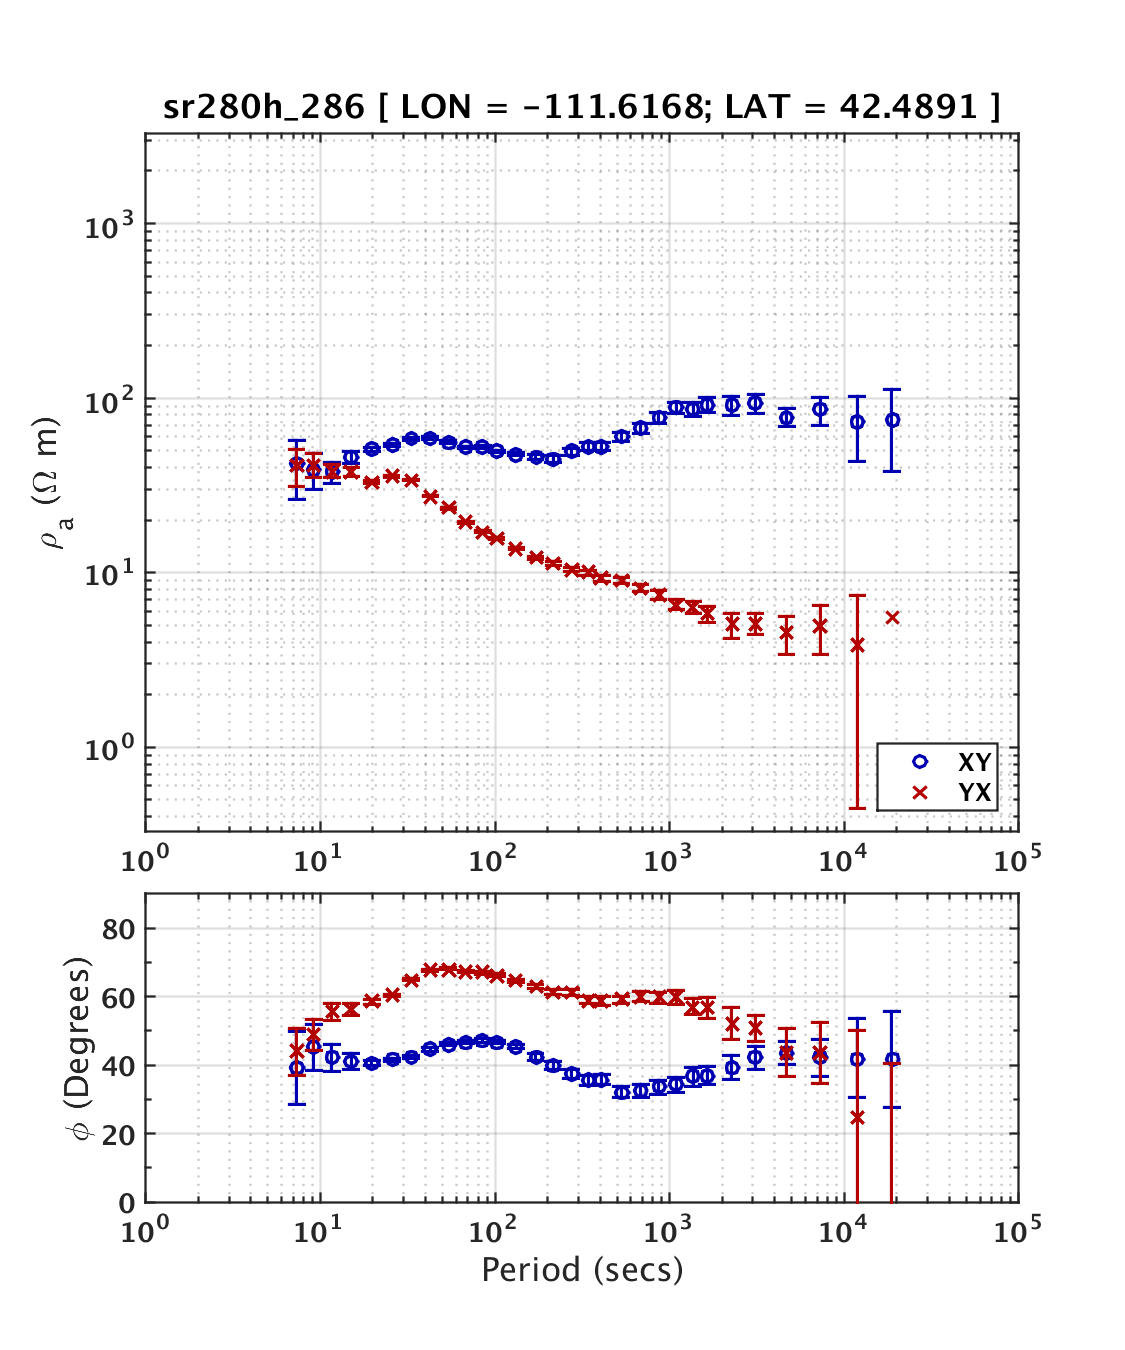 sr280h_286 [ LON = -111.6168; LAT = 42.4891 ]
10³
10²
10¹
10⁰
ρₐ (Ω m)
XY
YX
10⁰ 10¹ 10² 10³ 10⁴ 10⁵
80
60
40
20
0
ϕ (Degrees)
10⁰ 10¹ 10² 10³ 10⁴ 10⁵
Period (secs)